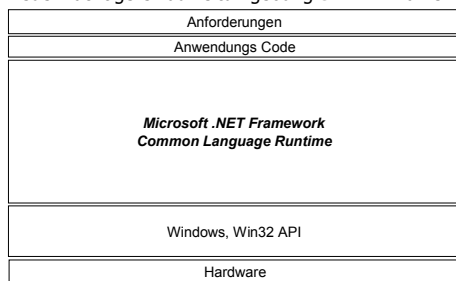 Anforderungen
Anwendungs Code
Microsoft .NET Framework
Common Language Runtime
Windows, Win32 API
Hardware